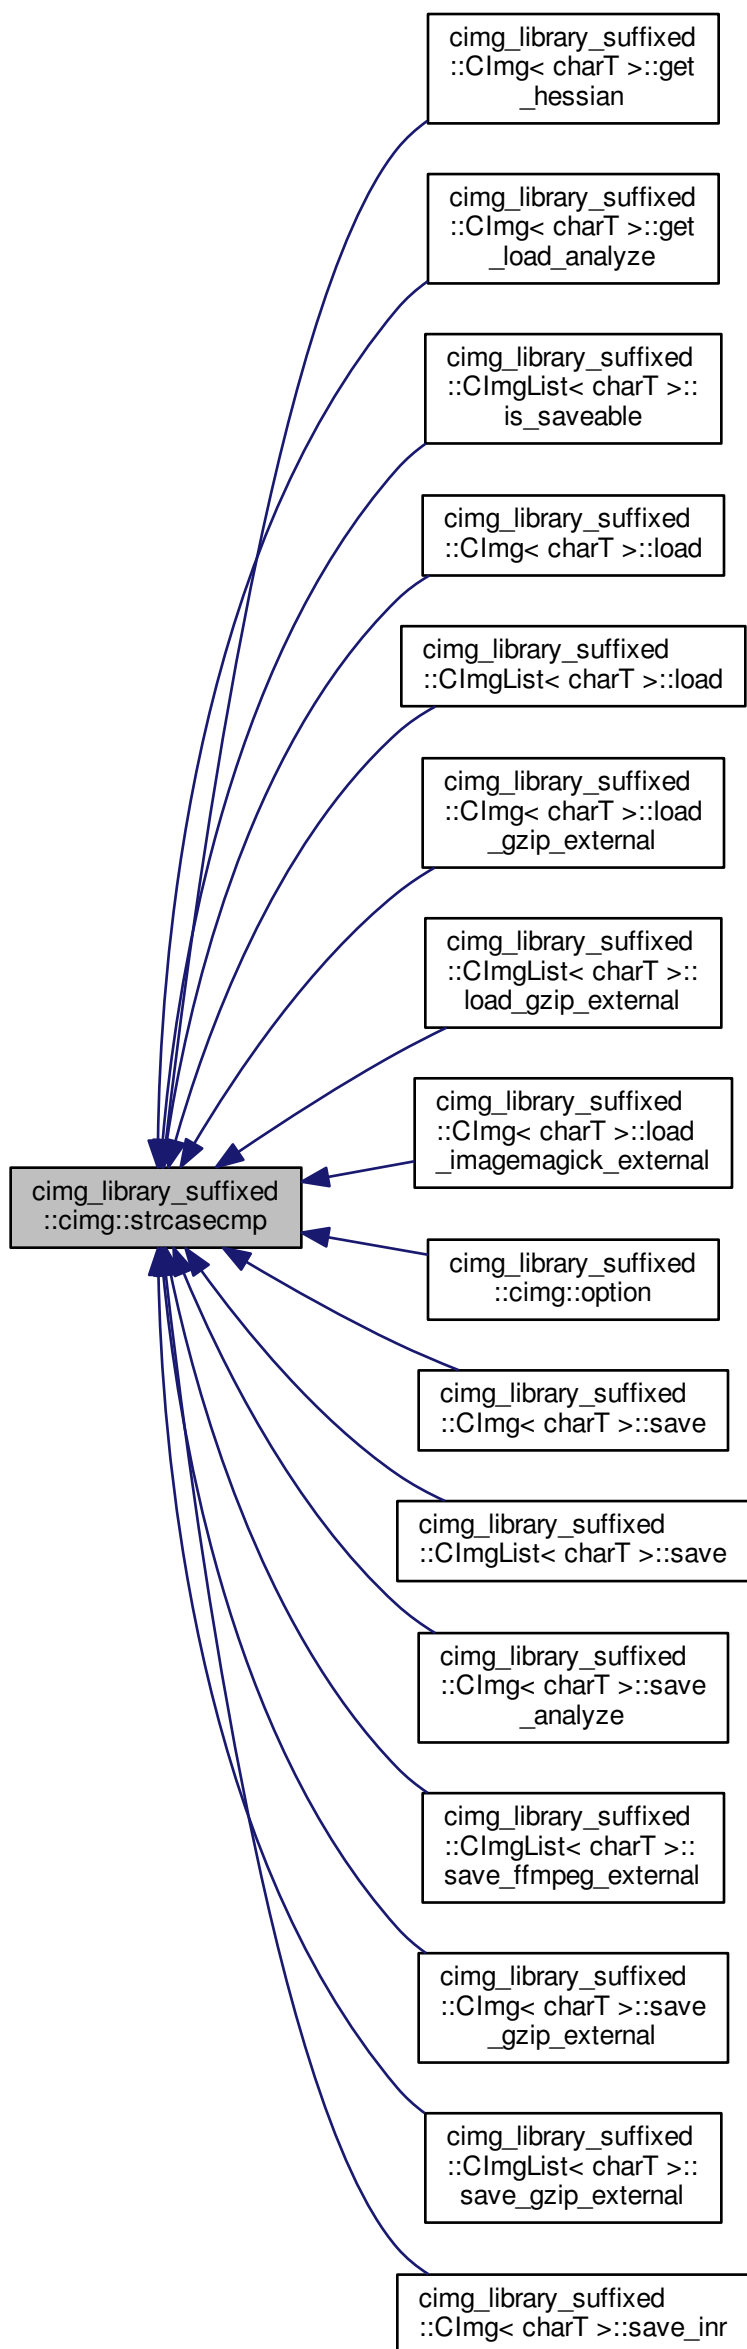 cimg_library_suffixed
::CImg< charT >::get
_hessian
cimg_library_suffixed
::CImg< charT >::get
_load_analyze
cimg_library_suffixed
::CImgList< charT >::
is_saveable
cimg_library_suffixed
::CImg< charT >::load
cimg_library_suffixed
::CImgList< charT >::load
cimg_library_suffixed
::CImg< charT >::load
_gzip_external
cimg_library_suffixed
::CImgList< charT >::
load_gzip_external
cimg_library_suffixed
::CImg< charT >::load
_imagemagick_external
cimg_library_suffixed
::cimg::strcasecmp
cimg_library_suffixed
::cimg::option
cimg_library_suffixed
::CImg< charT >::save
cimg_library_suffixed
::CImgList< charT >::save
cimg_library_suffixed
::CImg< charT >::save
_analyze
cimg_library_suffixed
::CImgList< charT >::
save_ffmpeg_external
cimg_library_suffixed
::CImg< charT >::save
_gzip_external
cimg_library_suffixed
::CImgList< charT >::
save_gzip_external
cimg_library_suffixed
::CImg< charT >::save_inr